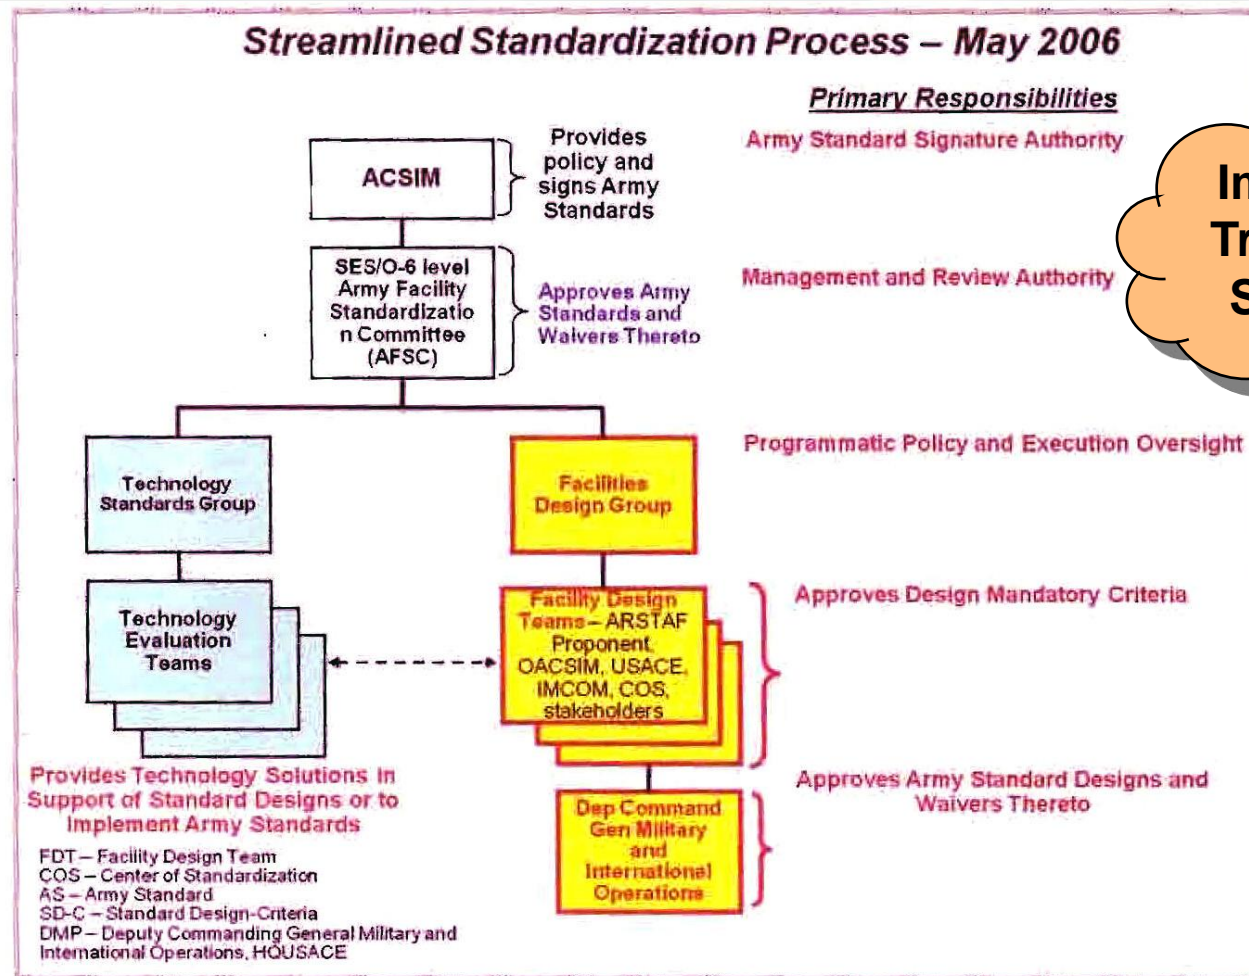 Streamlined Standardization Process – May 2006
Primary Responsibilities
ACSIM
Provides
policy and
signs Army
Standards
Army Standard Signature Authority
SES/O-6 level
Army Facility
Standardizatio
n Committee
(AFSC)
Approves Army
Standards and
Waivers Thereto
Management and Review Authority
Technology
Standards Group
Facilities
Design Group
Programmatic Policy and Execution Oversight
Technology
Evaluation
Teams
Facility Design
Teams – ARSTAF
Proponent,
OACSIM, USACE,
IMCOM, COS,
stakeholders
Approves Design Mandatory Criteria
Provides Technology Solutions in
Support of Standard Designs or to
Implement Army Standards
Dep Command
Gen Military
and
International
Operations
Approves Army Standard Designs and
Waivers Thereto
FDT – Facility Design Team
COS – Center of Standardization
AS – Army Standard
SD-C – Standard Design-Criteria
DMP – Deputy Commanding General Military and
International Operations, HQUSACE